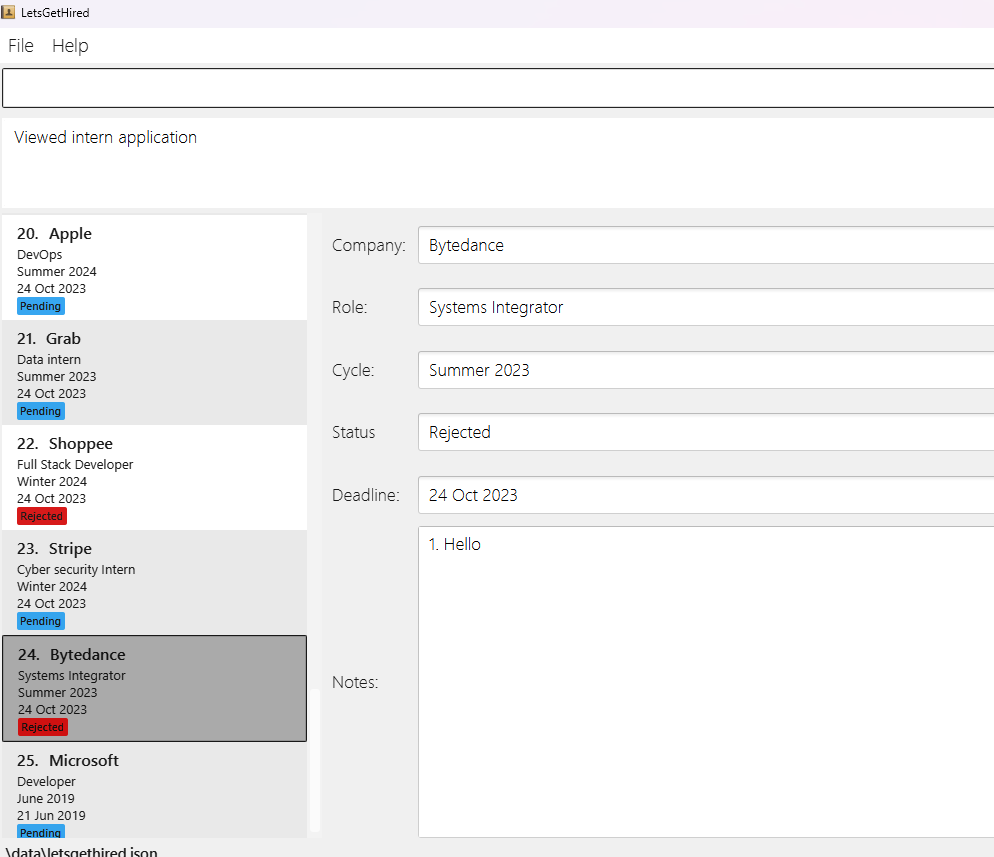 LetsGetHired
File Help
Viewed intern application
20. Apple
DevOps
Summer 2024
24 Oct 2023
Pending
21. Grab
Data intern
Summer 2023
24 Oct 2023
Pending
22. Shoppee
Full Stack Developer
Winter 2024
24 Oct 2023
Rejected
23. Stripe
Cyber security Intern
Winter 2024
24 Oct 2023
Pending
24. Bytedance
Systems Integrator
Summer 2023
24 Oct 2023
Rejected
25. Microsoft
Developer
June 2019
21 Jun 2019
Pending
Company: Bytedance
Role: Systems Integrator
Cycle: Summer 2023
Status Rejected
Deadline: 24 Oct 2023
Notes: 1. Hello
.\data\letsgethired.json